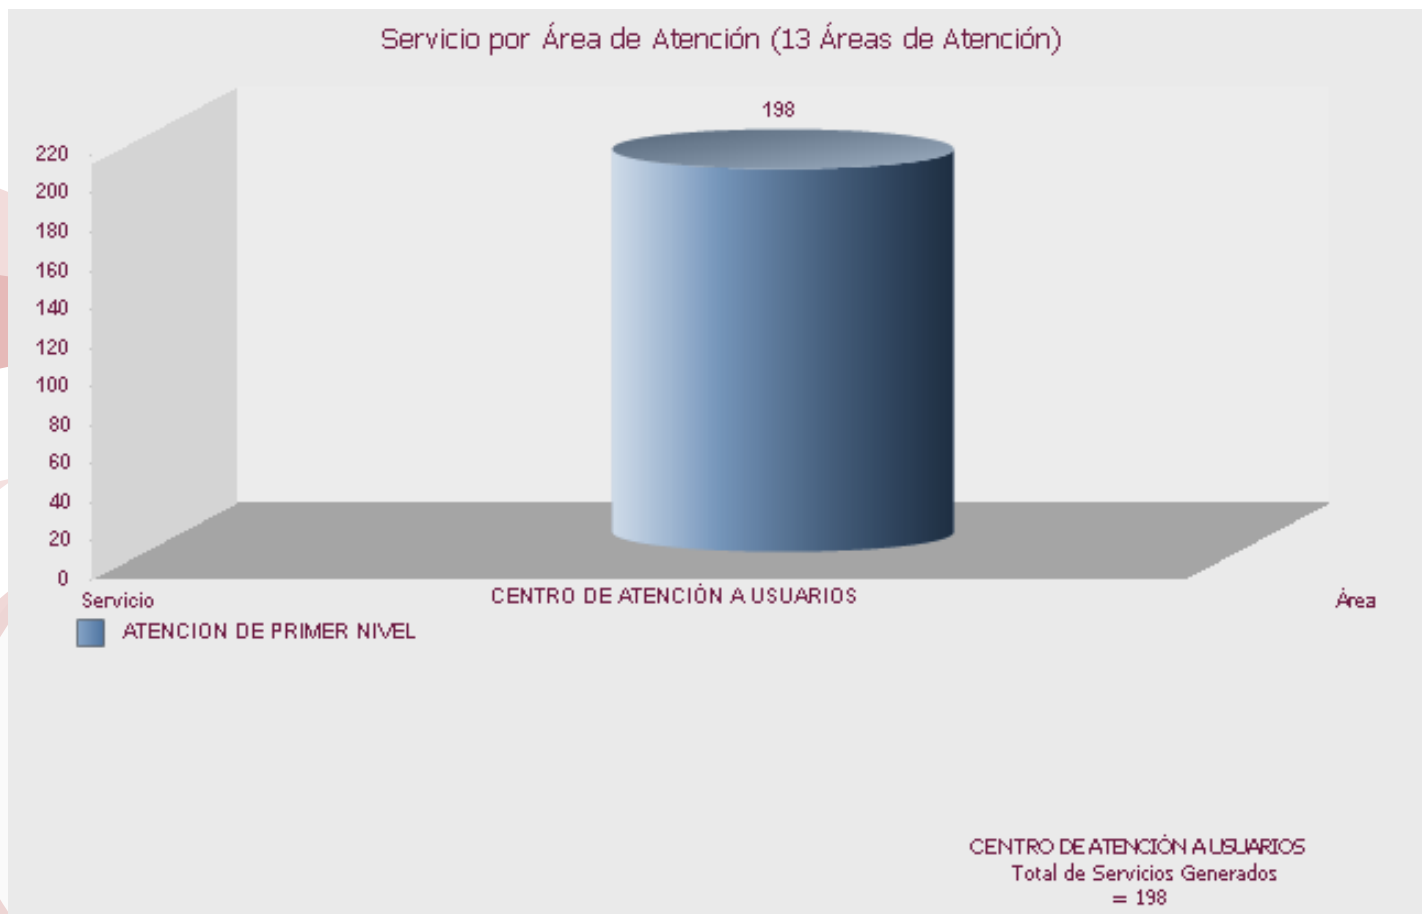 Servicio por Área de Atención (13 Áreas de Atención)
198
220
200
180
160
140
120
100
80
60
40
20
0
Servicio
CENTRO DE ATENCIÓN A USUARIOS
Área
ATENCION DE PRIMER NIVEL
CENTRO DE ATENCIÓN A USUARIOS
Total de Servicios Generados
= 198